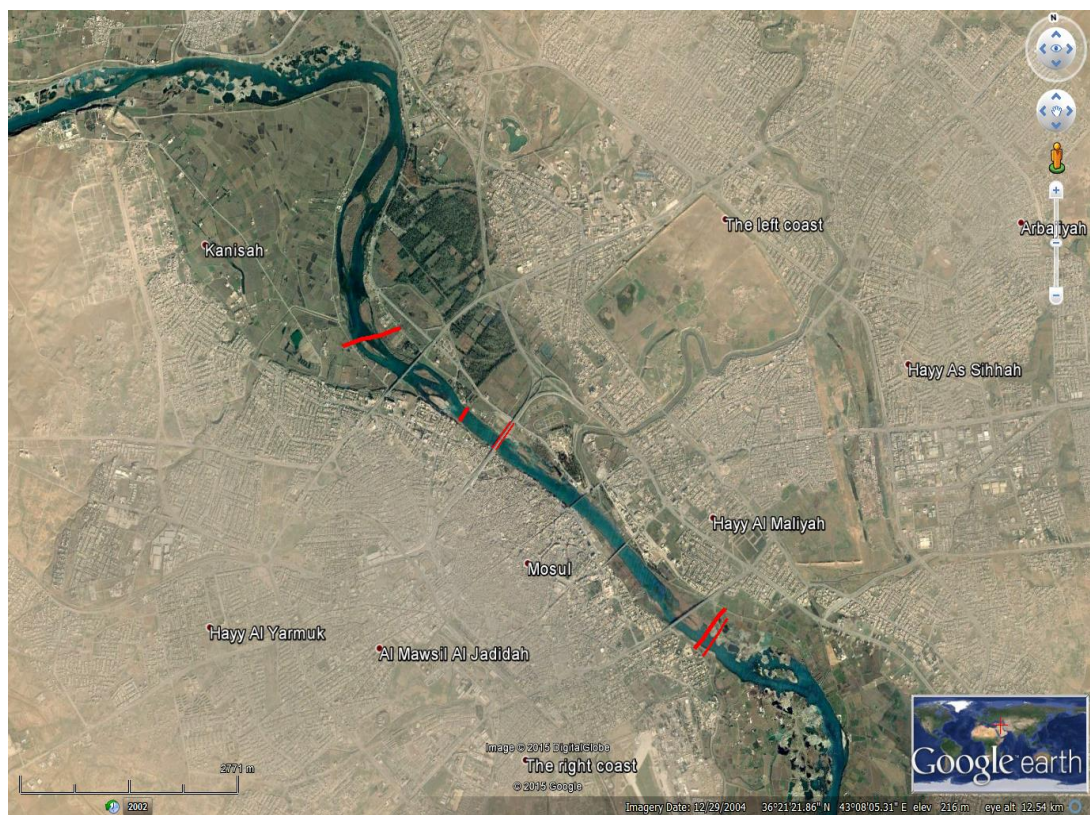 N
The left coast
Arbajiyah
Kanisah
Hayy As Sihhah
Hayy Al Maliyah
Mosul
Hayy Al Yarmuk
Al Mawsil Al Jadidah
Image © 2015 DigitalGlobe
The right coast
© 2015 Google
2771 m
Google earth
2002
Imagery Date: 12/29/2004 36°21'21.86" N 43°08'05.31" E elev 216 m eye alt 12.54 km